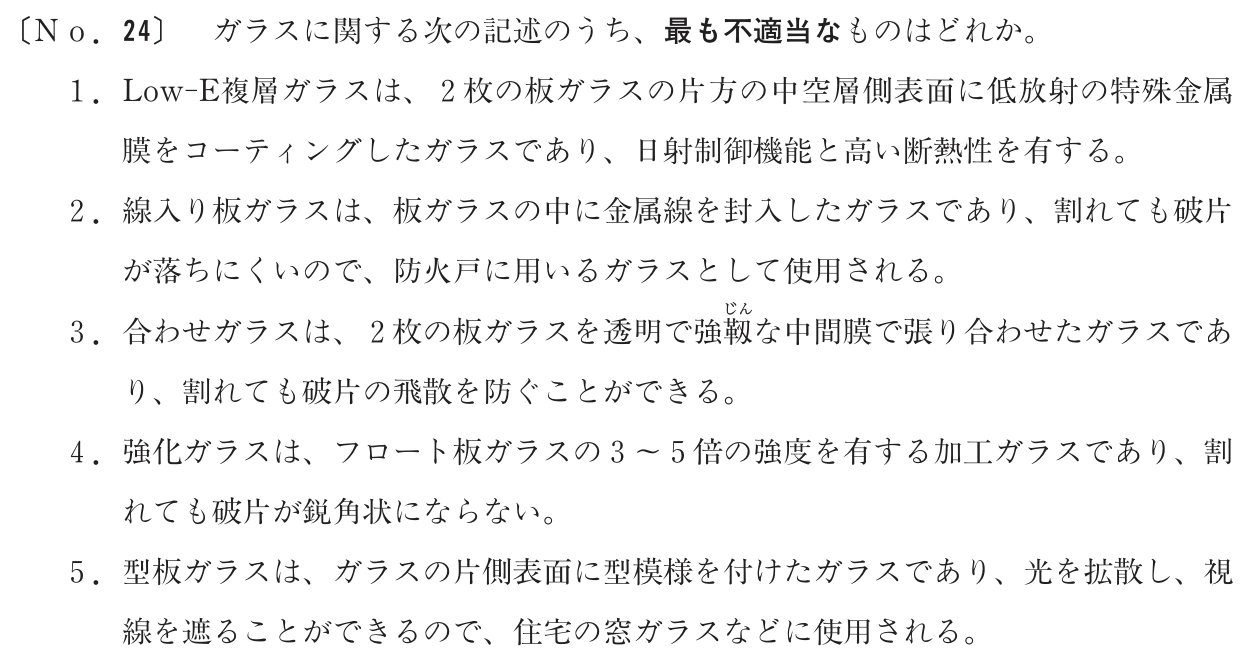 〔No．24〕　ガラスに関する次の記述のうち、最も不適当なものはどれか。
1．Low-E複層ガラスは、2枚の板ガラスの片方の中空層側表面に低放射の特殊金属
膜をコーティングしたガラスであり、日射制御機能と高い断熱性を有する。
2．線入り板ガラスは、板ガラスの中に金属線を封入したガラスであり、割れても破片
が落ちにくいので、防火戸に用いるガラスとして使用される。
じん
3．合わせガラスは、2枚の板ガラスを透明で強靱な中間膜で張り合わせたガラスであ
り、割れても破片の飛散を防ぐことができる。
4．強化ガラスは、フロート板ガラスの3～5倍の強度を有する加工ガラスであり、割
れても破片が鋭角状にならない。
5．型板ガラスは、ガラスの片側表面に型模様を付けたガラスであり、光を拡散し、視
線を遮ることができるので、住宅の窓ガラスなどに使用される。